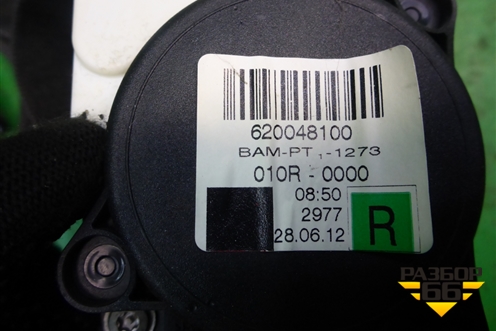 620048100
BAM-PT ,-1273
010R - 0000
08:50
2977
28.06.12
R
РАЗБОР
66